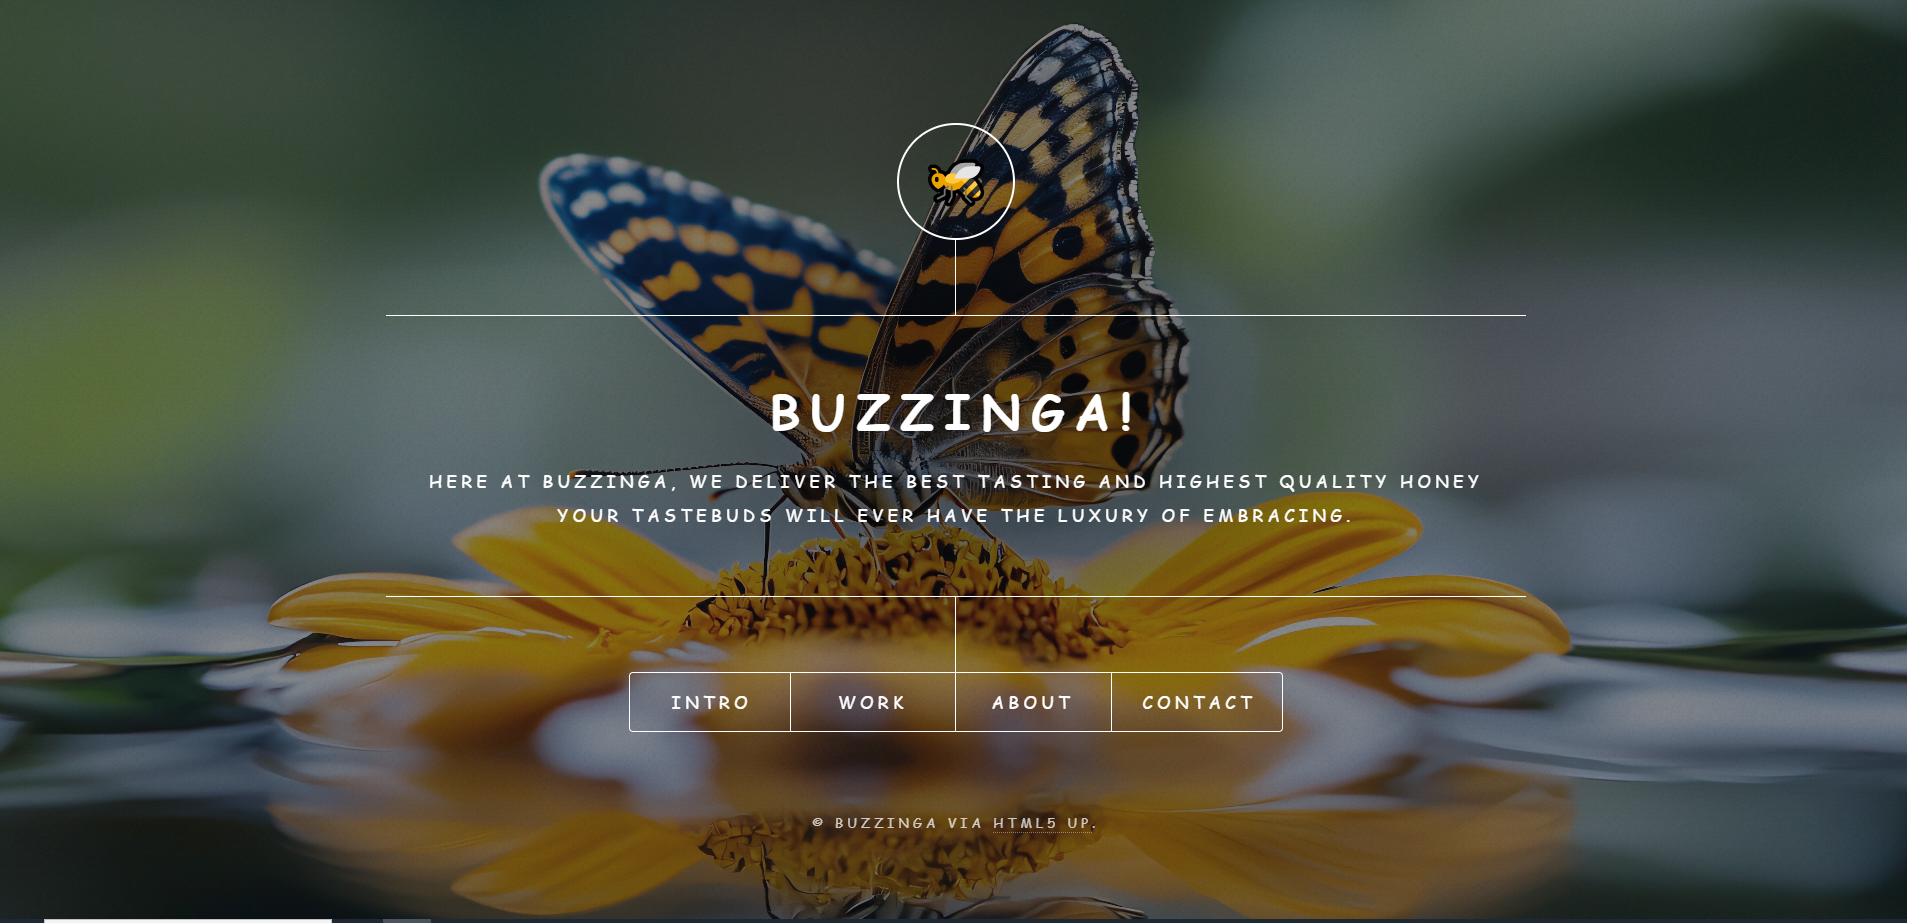 BUZZINGA!
HERE AT BUZZINGA, WE DELIVER THE BEST TASTING AND HIGHEST QUALITY HONEY
YOUR TASTEBUDS WILL EVER HAVE THE LUXURY OF EMBRACING.
INTRO WORK ABOUT CONTACT
© BUZZINGA VIA HTML5 UP.